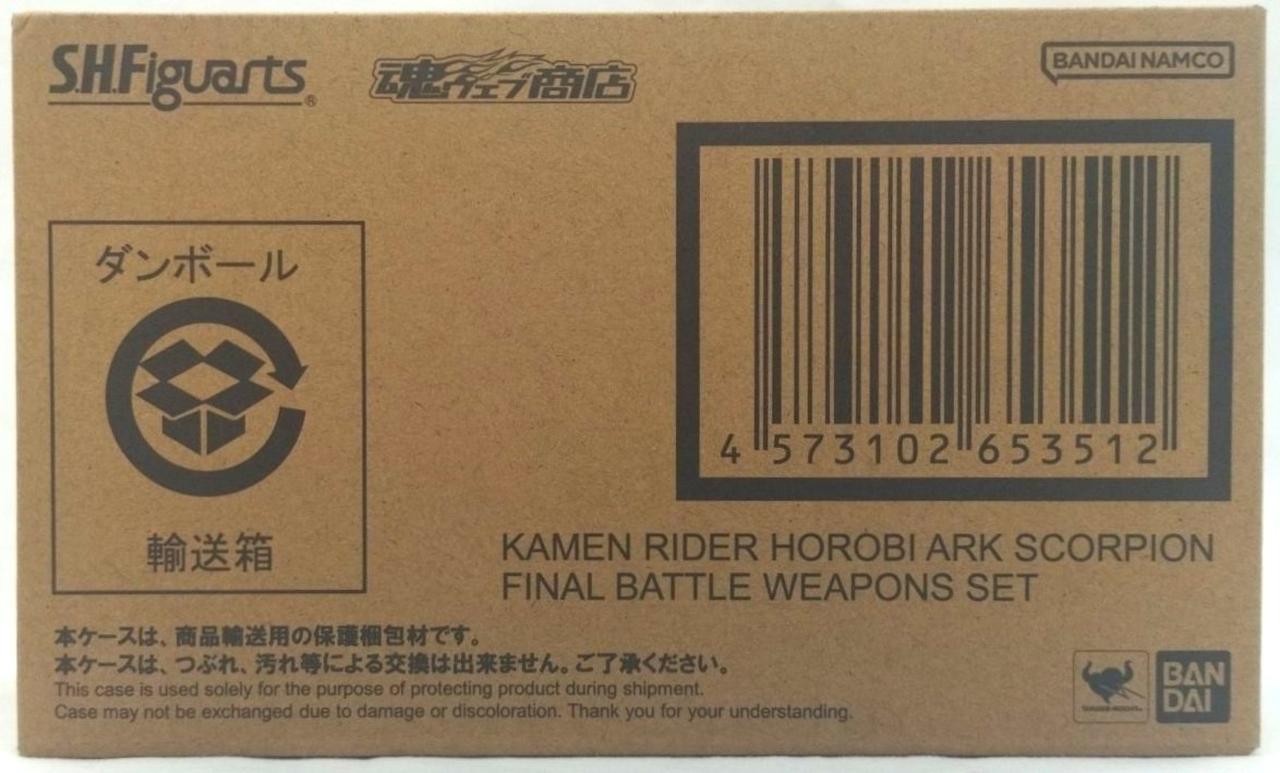 S.H.Figuarts®
魂ウェブ商店
BANDAI NAMCO
ダンボール
輸送箱
4 573102 653512
KAMEN RIDER HOROBI ARK SCORPION
FINAL BATTLE WEAPONS SET
本ケースは、商品輸送用の保護梱包材です。
本ケースは、つぶれ、汚れ等による交換は出来ません。ご了承ください。
This case is used solely for the purpose of protecting product during shipment.
Case may not be exchanged due to damage or discoloration. Thank you for your understanding.
BAN
DAI